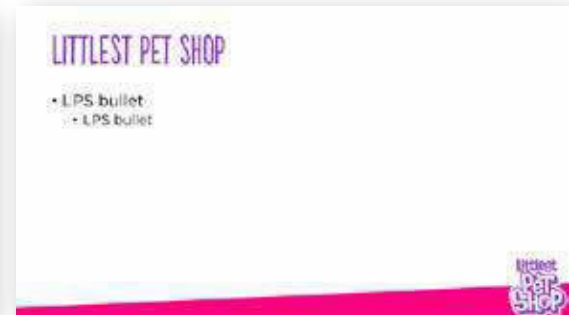 LITTLEST PET SHOP
• LPS bullet
• LPS bullet
Littlest
PET
SHOP